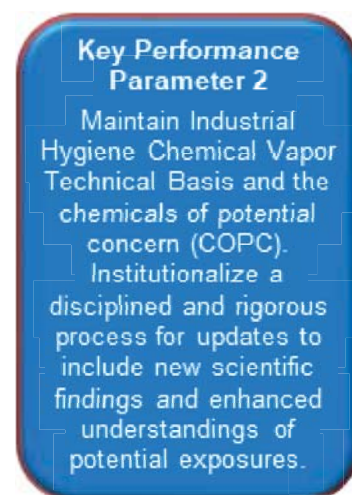 Key Performance
Parameter 2
Maintain Industrial
Hygiene Chemical Vapor
Technical Basis and the
chemicals of potential
concern (COPC).
Institutionalize a
disciplined and rigorous
process for updates to
include new scientific
findings and enhanced
understandings of
potential exposures.